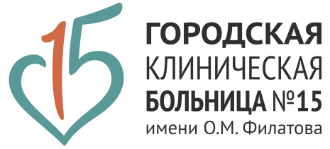 15
ГОРОДСКАЯ
КЛИНИЧЕСКАЯ
БОЛЬНИЦА №15
имени О.М. Филатова